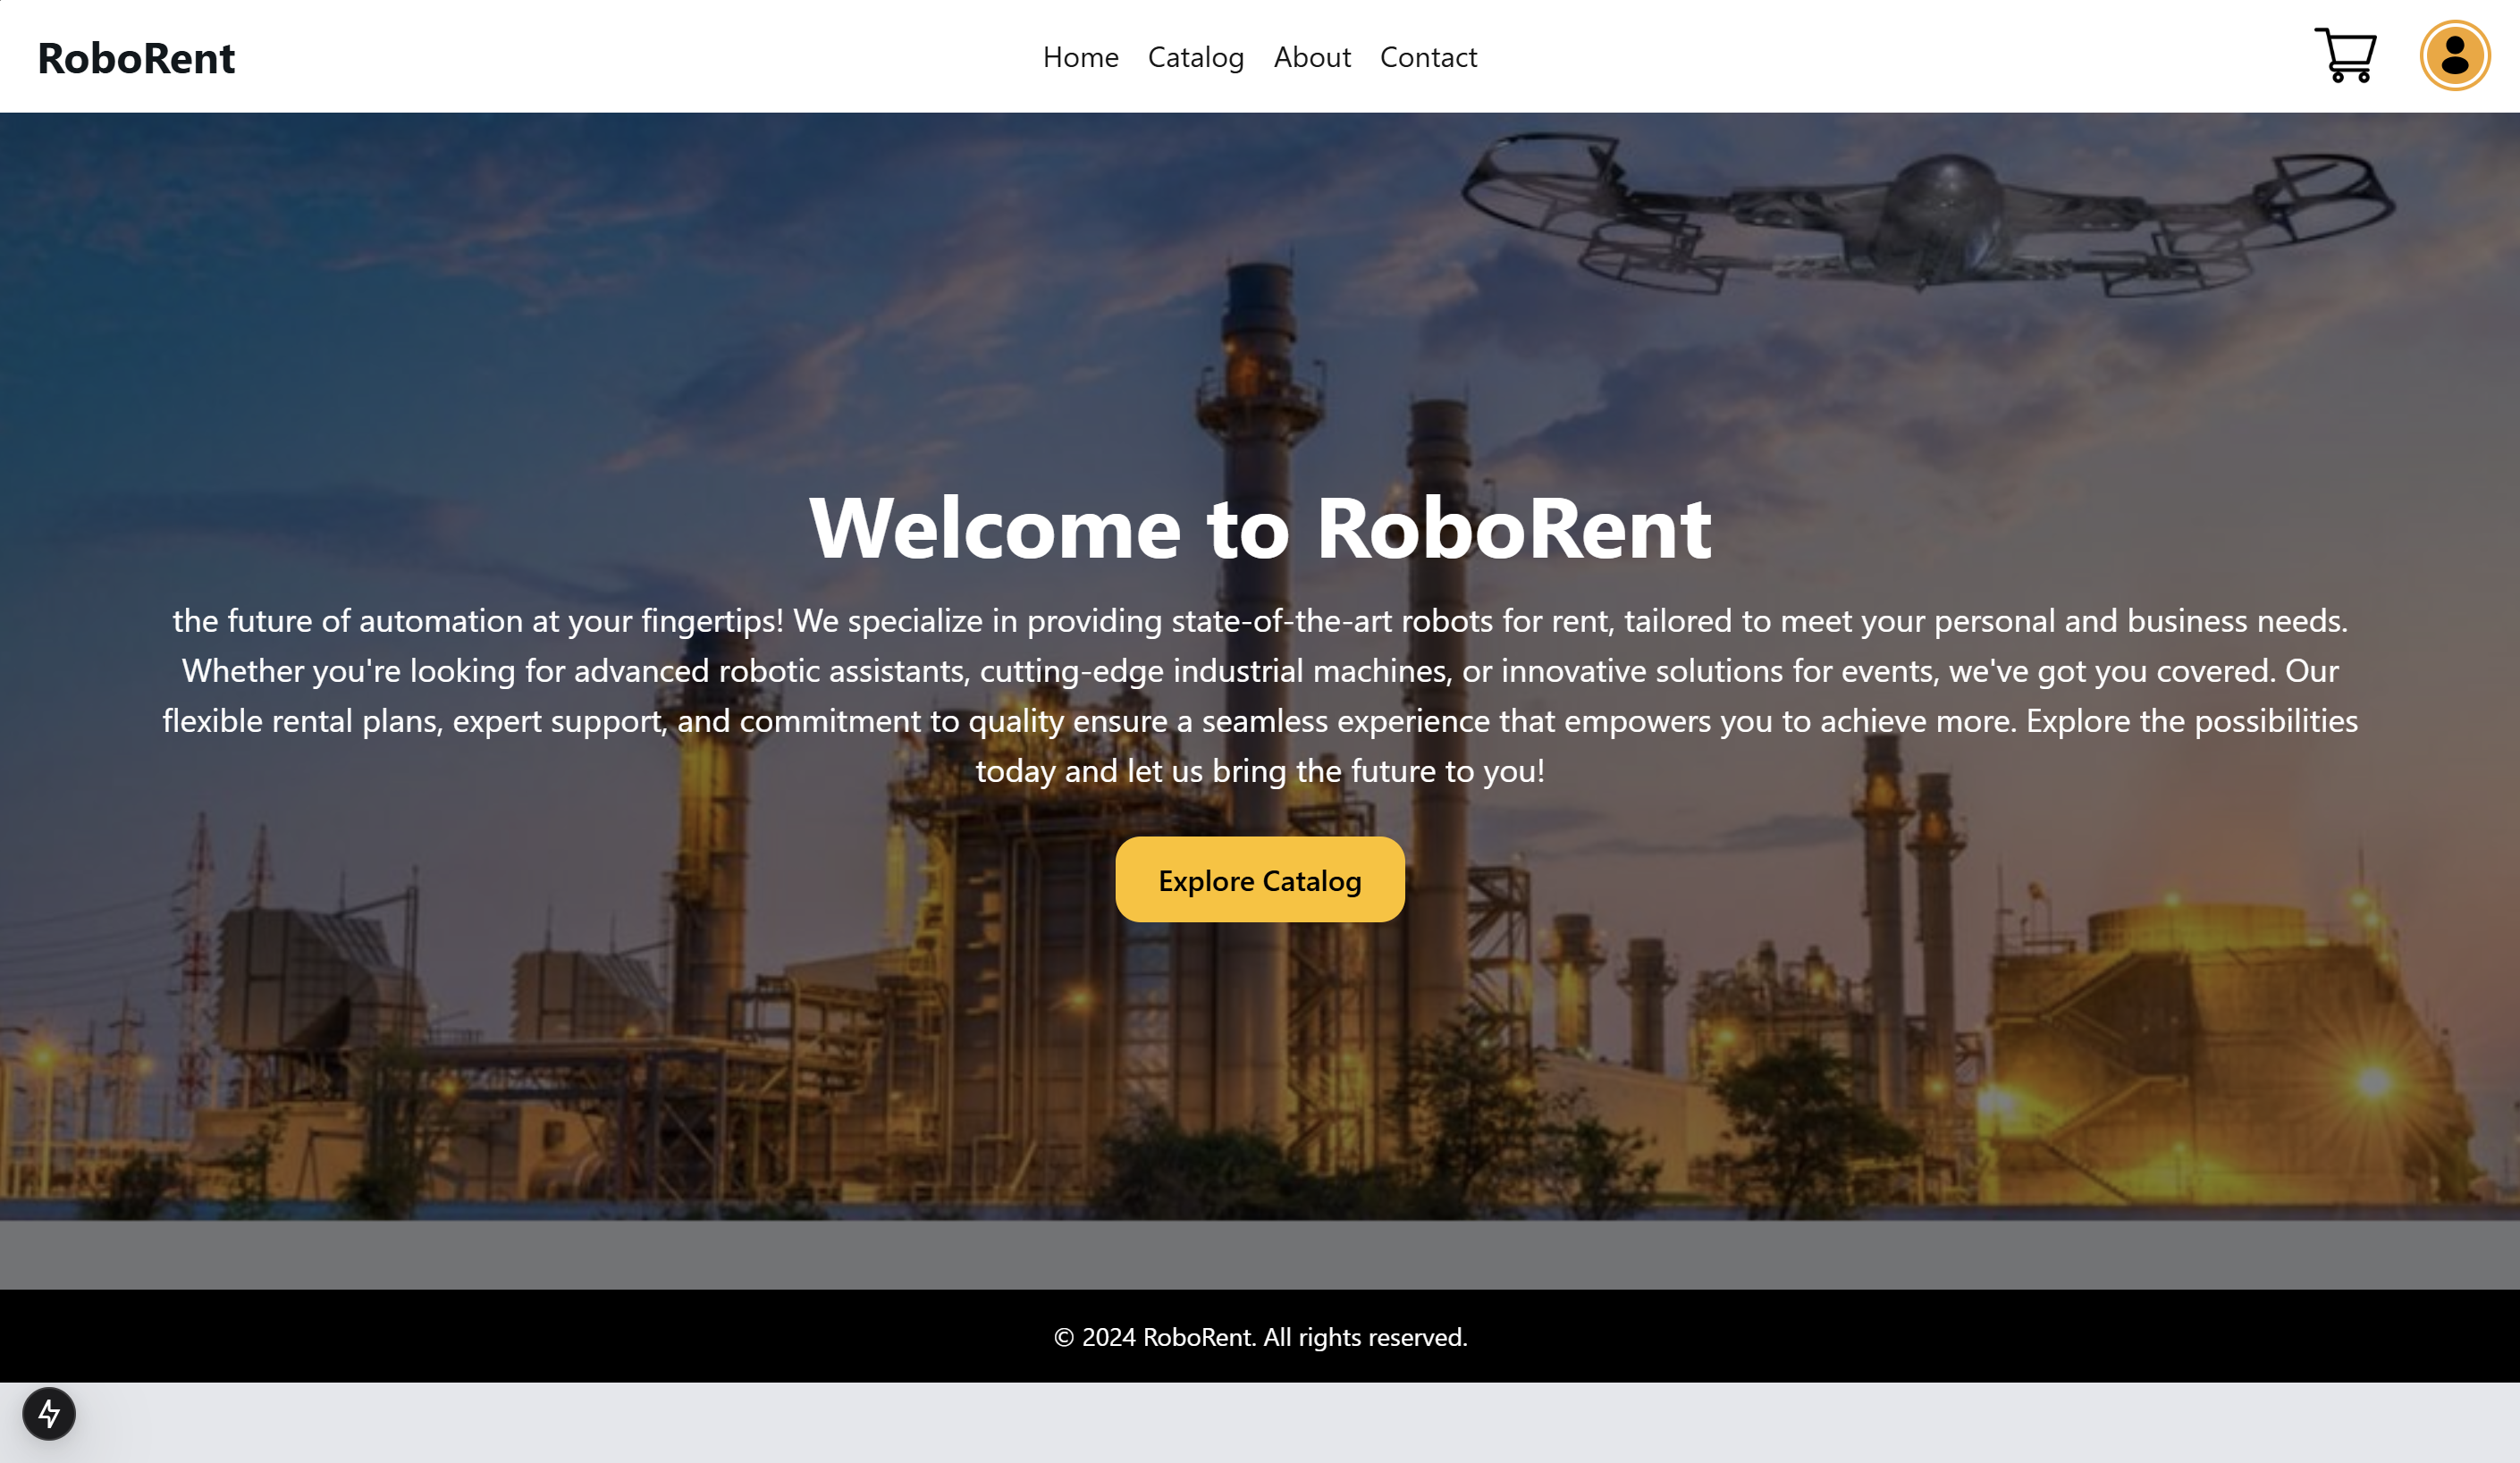 RoboRent
Home Catalog About Contact
Welcome to RoboRent
the future of automation at your fingertips! We specialize in providing state-of-the-art robots for rent, tailored to meet your personal and business needs.
Whether you're looking for advanced robotic assistants, cutting-edge industrial machines, or innovative solutions for events, we've got you covered. Our
flexible rental plans, expert support, and commitment to quality ensure a seamless experience that empowers you to achieve more. Explore the possibilities
today and let us bring the future to you!
Explore Catalog
© 2024 RoboRent. All rights reserved.